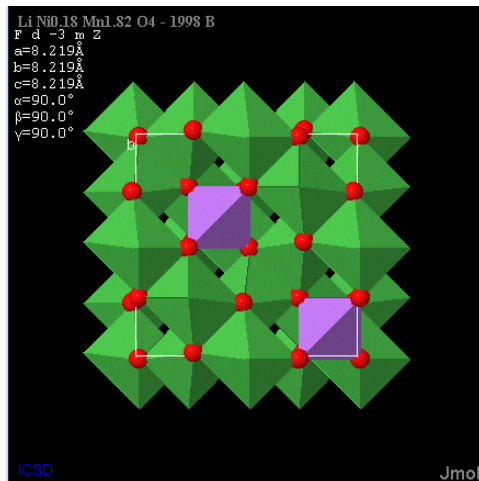 Li Ni0.18 Mn1.82 O4 - 1998 B
F d -3 m Z
a=8.219Å
b=8.219Å
c=8.219Å
α=90.0°
β=90.0°
γ=90.0°
b
ICSD
Jmol